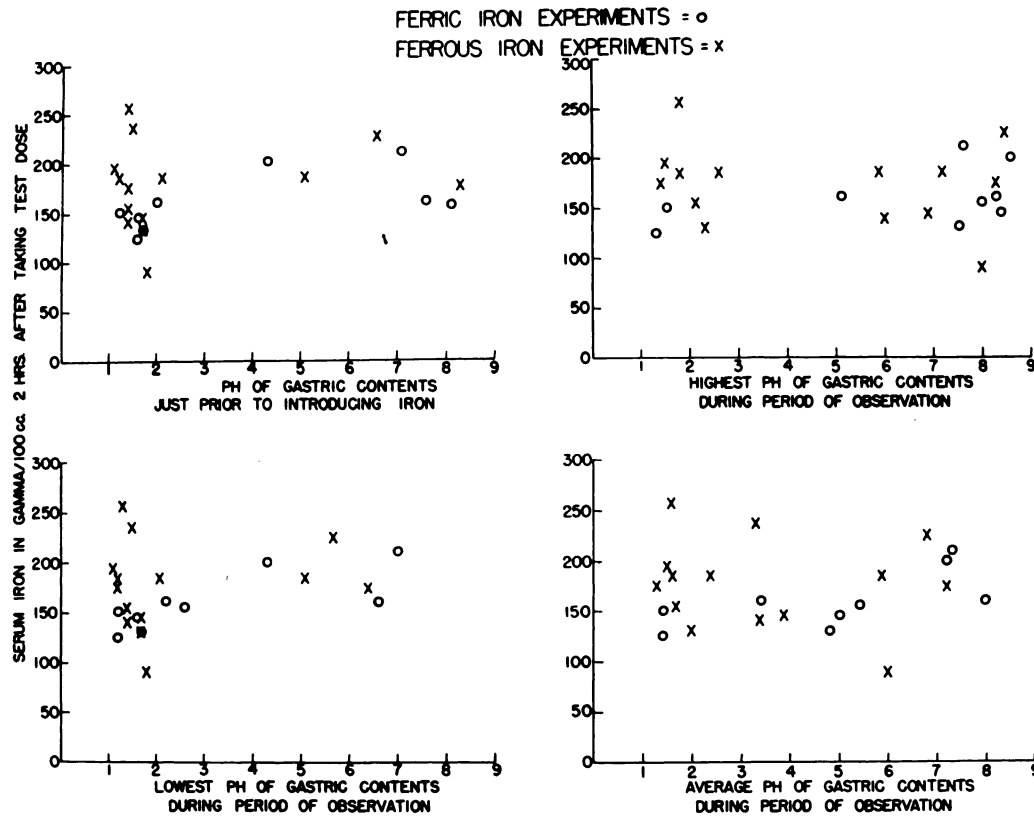 FERRIC IRON EXPERIMENTS = o
FERROUS IRON EXPERIMENTS = x
SERUM IRON IN GAMMA/100 cc. 2 HRS. AFTER TAKING TEST DOSE
300
250
200
150
100
50
0
1 2 3 4 5 6 7 8 9
PH OF GASTRIC CONTENTS
JUST PRIOR TO INTRODUCING IRON
300
250
200
150
100
50
0
1 2 3 4 5 6 7 8 9
HIGHEST PH OF GASTRIC CONTENTS
DURING PERIOD OF OBSERVATION
300
250
200
150
100
50
0
1 2 3 4 5 6 7 8 9
LOWEST PH OF GASTRIC CONTENTS
DURING PERIOD OF OBSERVATION
300
250
200
150
100
50
0
1 2 3 4 5 6 7 8 9
AVERAGE PH OF GASTRIC CONTENTS
DURING PERIOD OF OBSERVATION